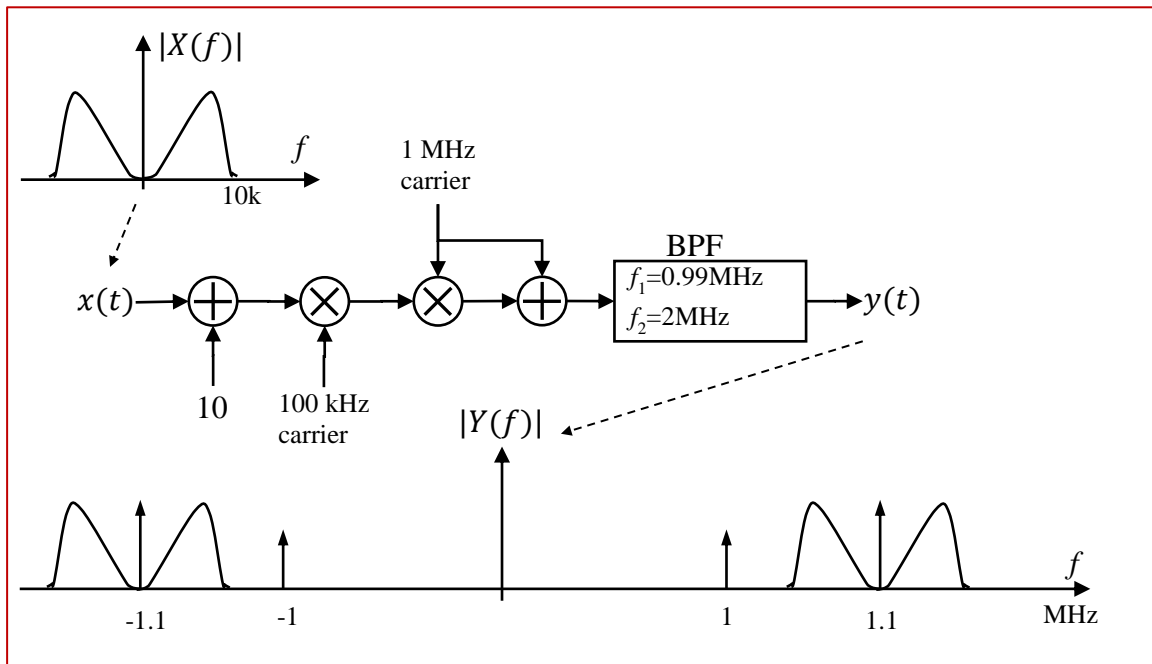 |X(f)|
f
10k
1 MHz
carrier
BPF
f₁=0.99MHz
f₂=2MHz
x(t)
y(t)
10
100 kHz
carrier
|Y(f)|
f
-1.1
-1
1
1.1
MHz